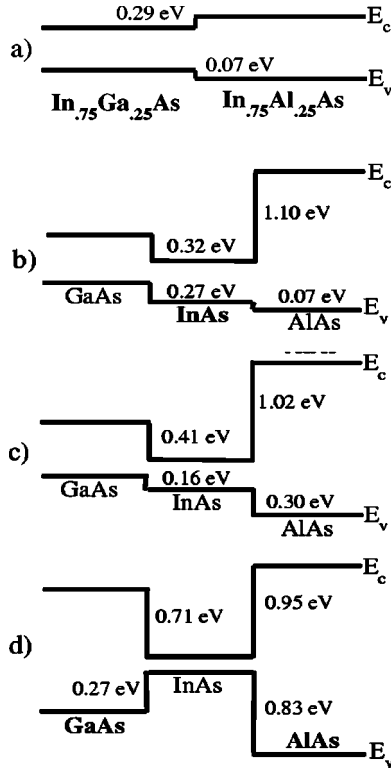 0.29 eV
E_c
a)
0.07 eV
E_v
In.75Ga.25As
In.75Al.25As
E_c
1.10 eV
b)
0.32 eV
GaAs
0.27 eV
0.07 eV
E_v
InAs
AlAs
E_c
1.02 eV
0.41 eV
c)
GaAs
0.16 eV
InAs
0.30 eV
E_v
AlAs
E_c
0.71 eV
0.95 eV
d)
0.27 eV
InAs
GaAs
0.83 eV
AlAs
E_v